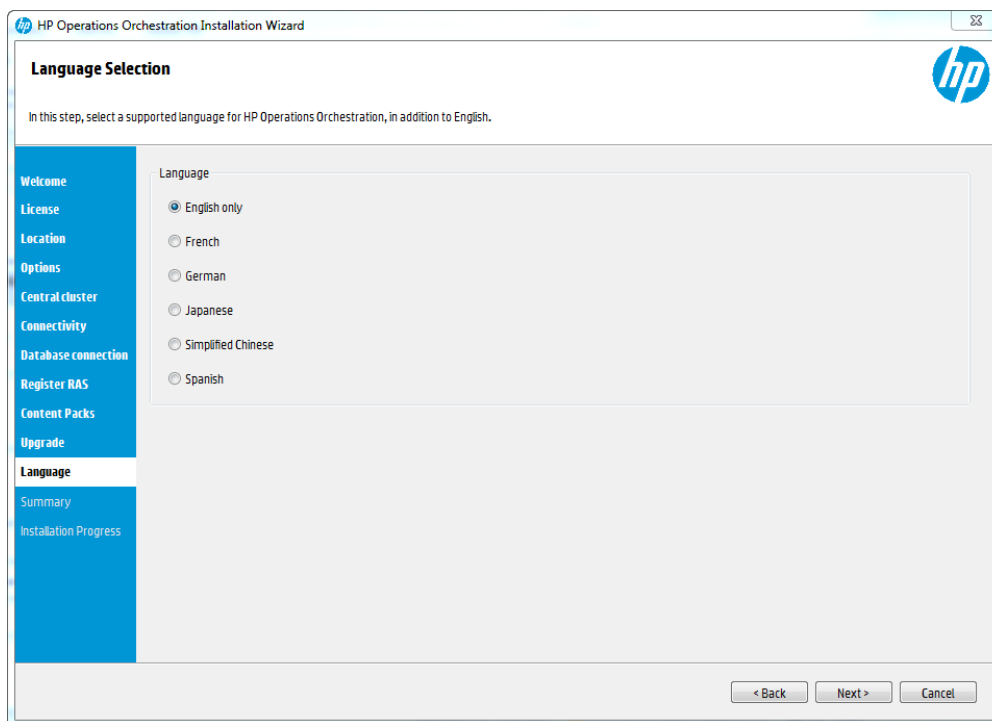 HP Operations Orchestration Installation Wizard
Language Selection
hp
In this step, select a supported language for HP Operations Orchestration, in addition to English.
Welcome
License
Location
Options
Central cluster
Connectivity
Database connection
Register RAS
Content Packs
Upgrade
Language
Summary
Installation Progress
Language
English only
French
German
Japanese
Simplified Chinese
Spanish
< Back
Next >
Cancel